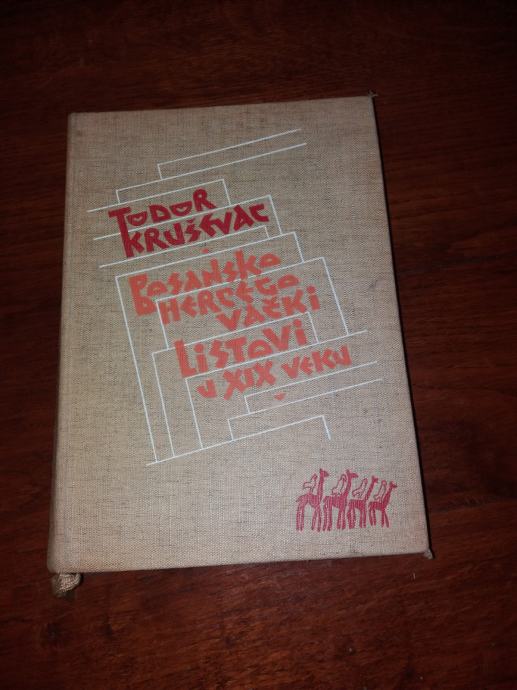 TODOR
KRUŠEVAC
BOSANSKO
HERCEGO
VAČKI
LISTOVI
U XIX VEKU